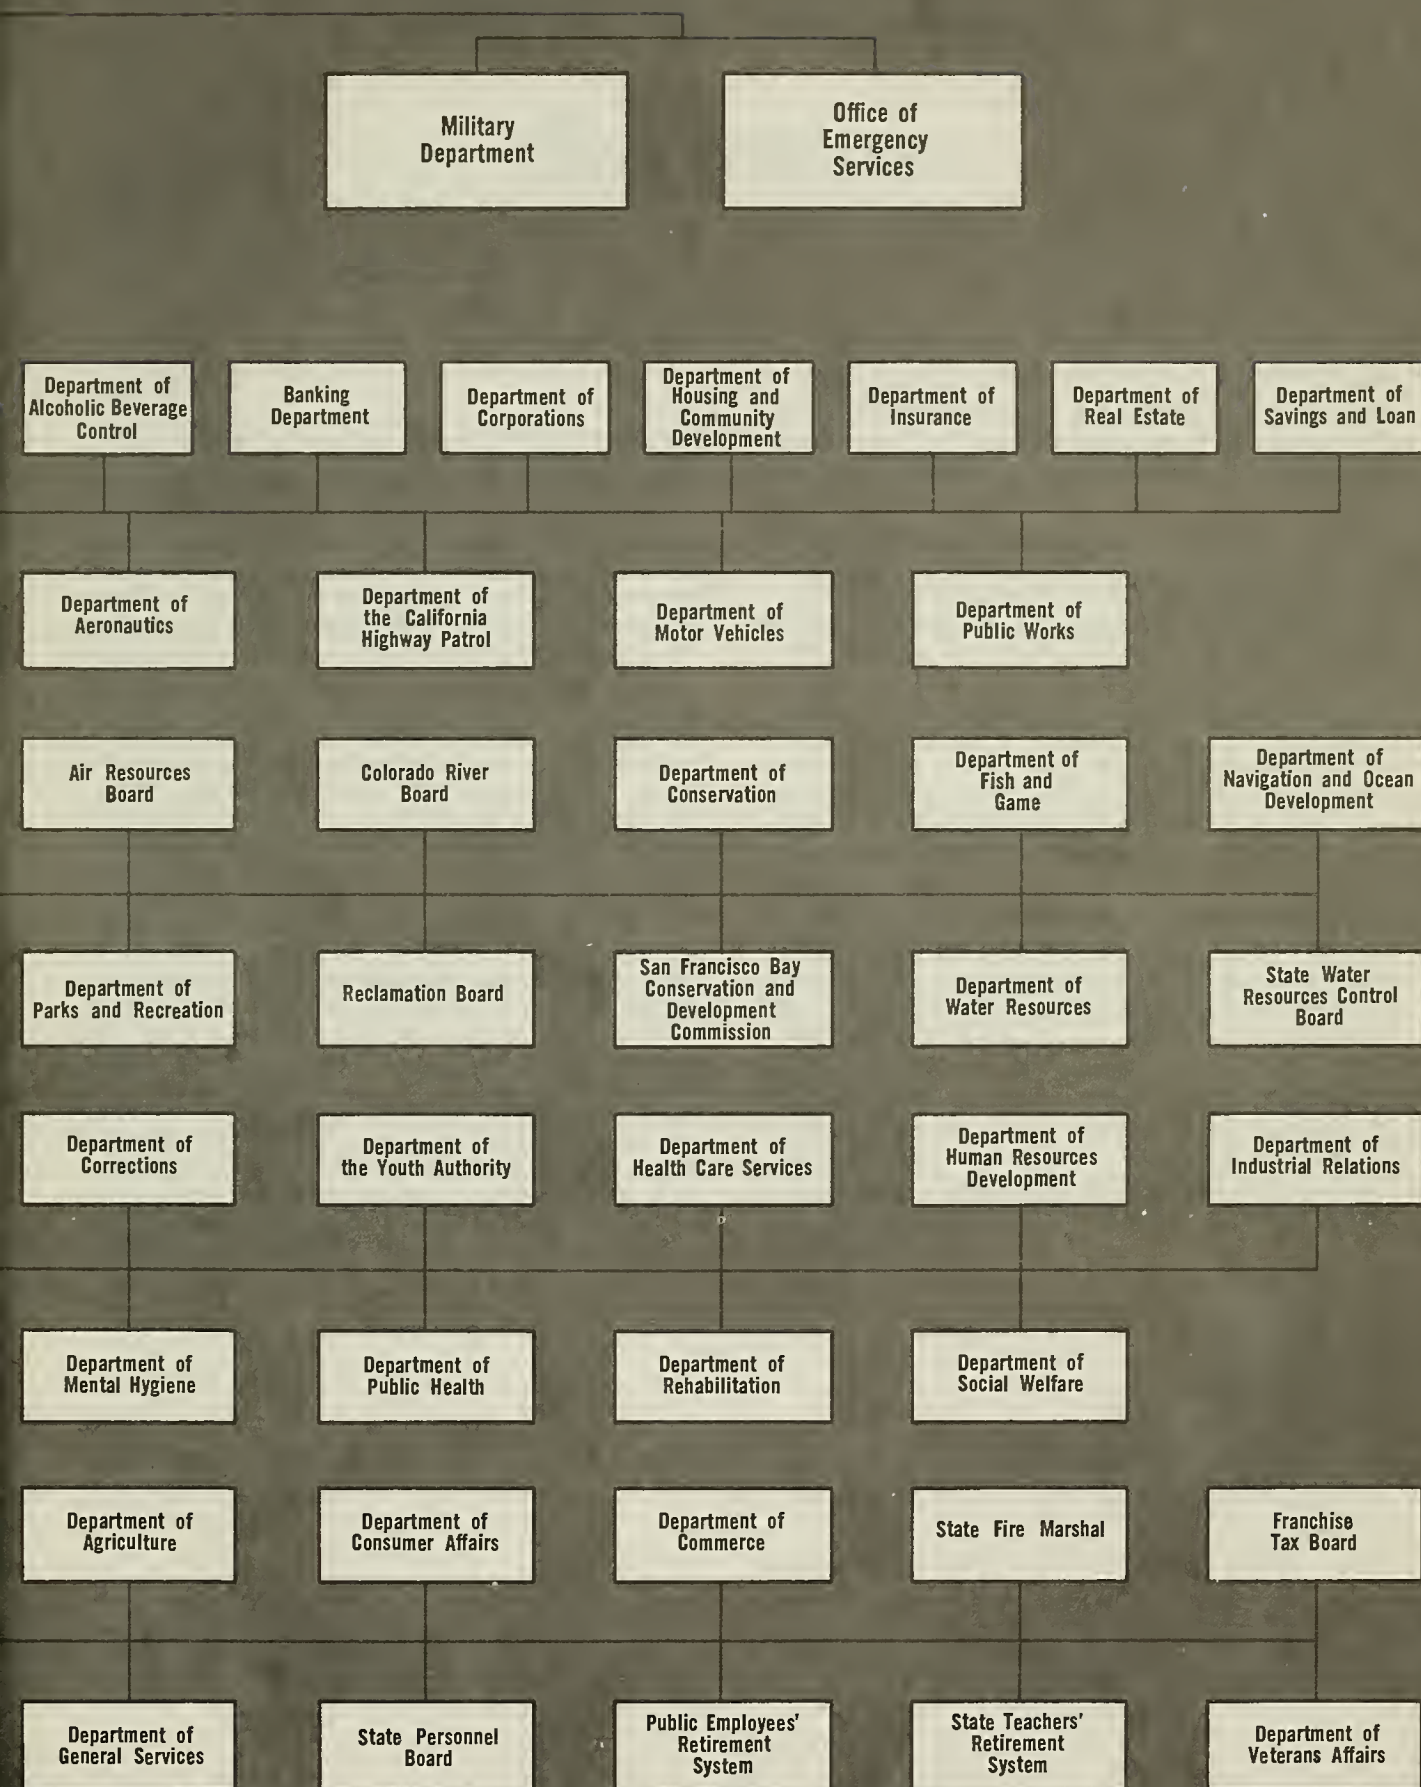 Military
Department
Office of
Emergency
Services
Department of
Alcoholic Beverage
Control
Banking
Department
Department of
Corporations
Department of
Housing and
Community
Development
Department of
Insurance
Department of
Real Estate
Department of
Savings and Loan
Department of
Aeronautics
Department of
the California
Highway Patrol
Department of
Motor Vehicles
Department of
Public Works
Air Resources
Board
Colorado River
Board
Department of
Conservation
Department of
Fish and
Game
Department of
Navigation and Ocean
Development
Department of
Parks and Recreation
Reclamation Board
San Francisco Bay
Conservation and
Development
Commission
Department of
Water Resources
State Water
Resources Control
Board
Department of
Corrections
Department of
the Youth Authority
Department of
Health Care Services
Department of
Human Resources
Development
Department of
Industrial Relations
Department of
Mental Hygiene
Department of
Public Health
Department of
Rehabilitation
Department of
Social Welfare
Department of
Agriculture
Department of
Consumer Affairs
Department of
Commerce
State Fire Marshal
Franchise
Tax Board
Department of
General Services
State Personnel
Board
Public Employees'
Retirement
System
State Teachers'
Retirement
System
Department of
Veterans Affairs